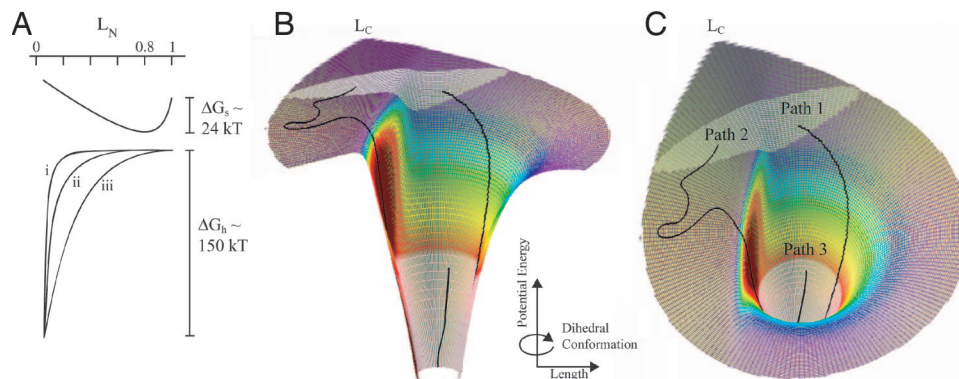 A
L_N
0 0.8 1
ΔG_s ~
24 kT
i
ii
iii
ΔG_h ~
150 kT
B
L_C
Potential Energy
Dihedral
Conformation
Length
C
L_C
Path 1
Path 2
Path 3